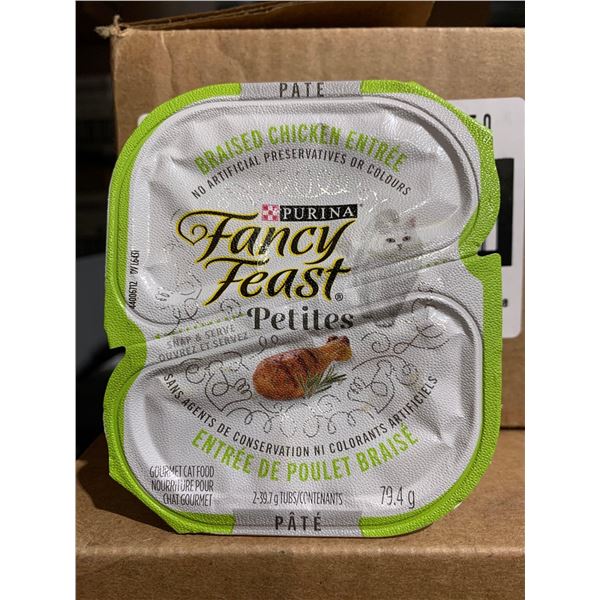 PATE
BRAISED CHICKEN ENTRÉE
NO ARTIFICIAL PRESERVATIVES OR COLOURS
PURINA
Fancy
Feast®
Petites
SNAP & SERVE
OUVREZ ET SERVEZ
SANS AGENTS DE CONSERVATION NI COLORANTS ARTIFICIELS
ENTRÉE DE POULET BRAISÉ
GOURMET CAT FOOD
NOURRITURE POUR
CHAT GOURMET
2-39.7 g TUBS/CONTENANTS
79.4 g
PÂTÉ